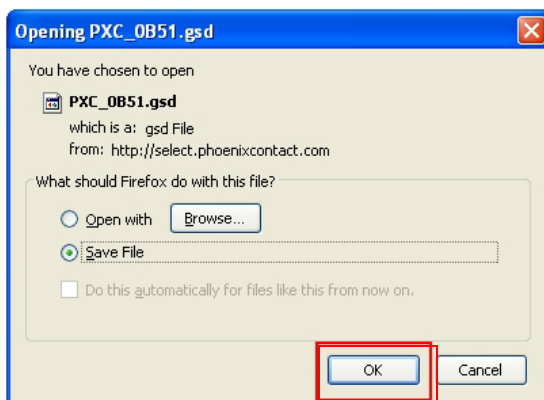 Opening PXC_0B51.gsd
You have chosen to open
PXC_0B51.gsd
which is a: gsd File
from: http://select.phoenixcontact.com
What should Firefox do with this file?
Open with Browse...
Save File
Do this automatically for files like this from now on.
OK Cancel